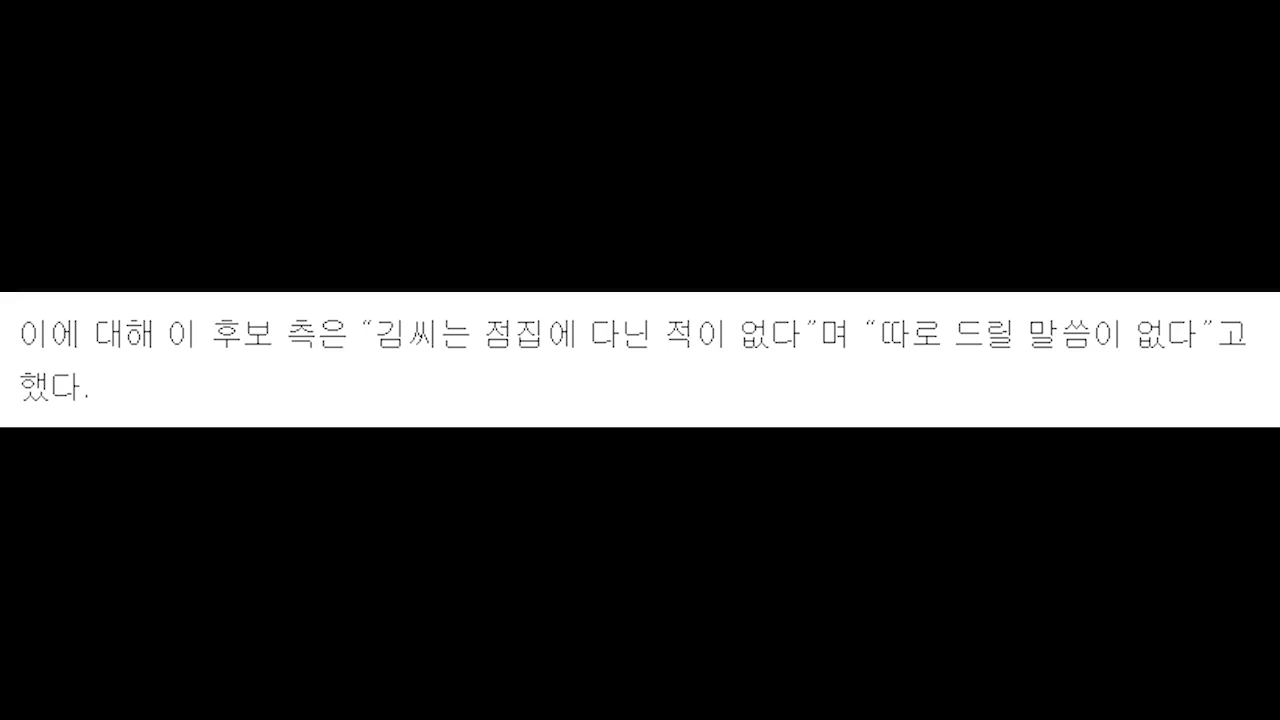 이에 대해 이 후보 측은 “김씨는 점집에 다닌 적이 없다”며 “따로 드릴 말씀이 없다”고
했다.